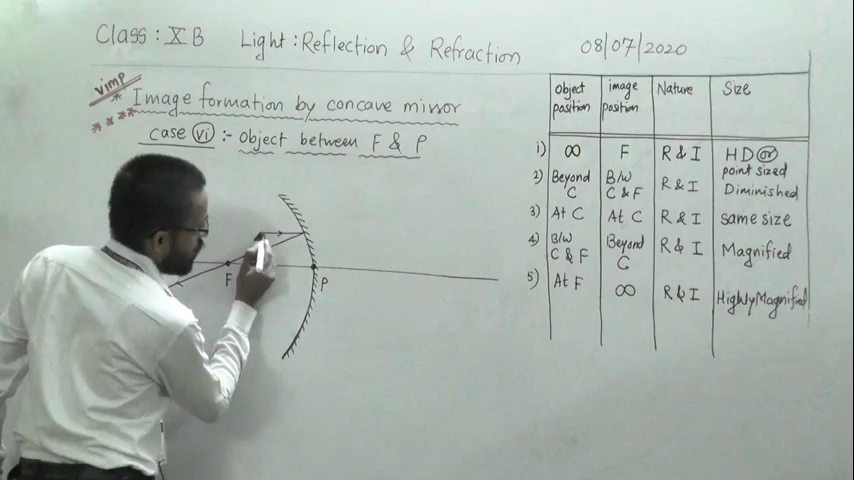 Class : X B Light : Reflection & Refraction 08/07/2020
VIMP
* Image formation by concave mirror
****
Case (vi) :- Object between F & P
F
P
object position image position Nature Size
1) ∞ F R & I HD or point sized
2) Beyond C B/W C & F R & I Diminished
3) At C At C R & I same size
4) B/W C & F Beyond C R & I Magnified
5) At F ∞ R & I Highly Magnified